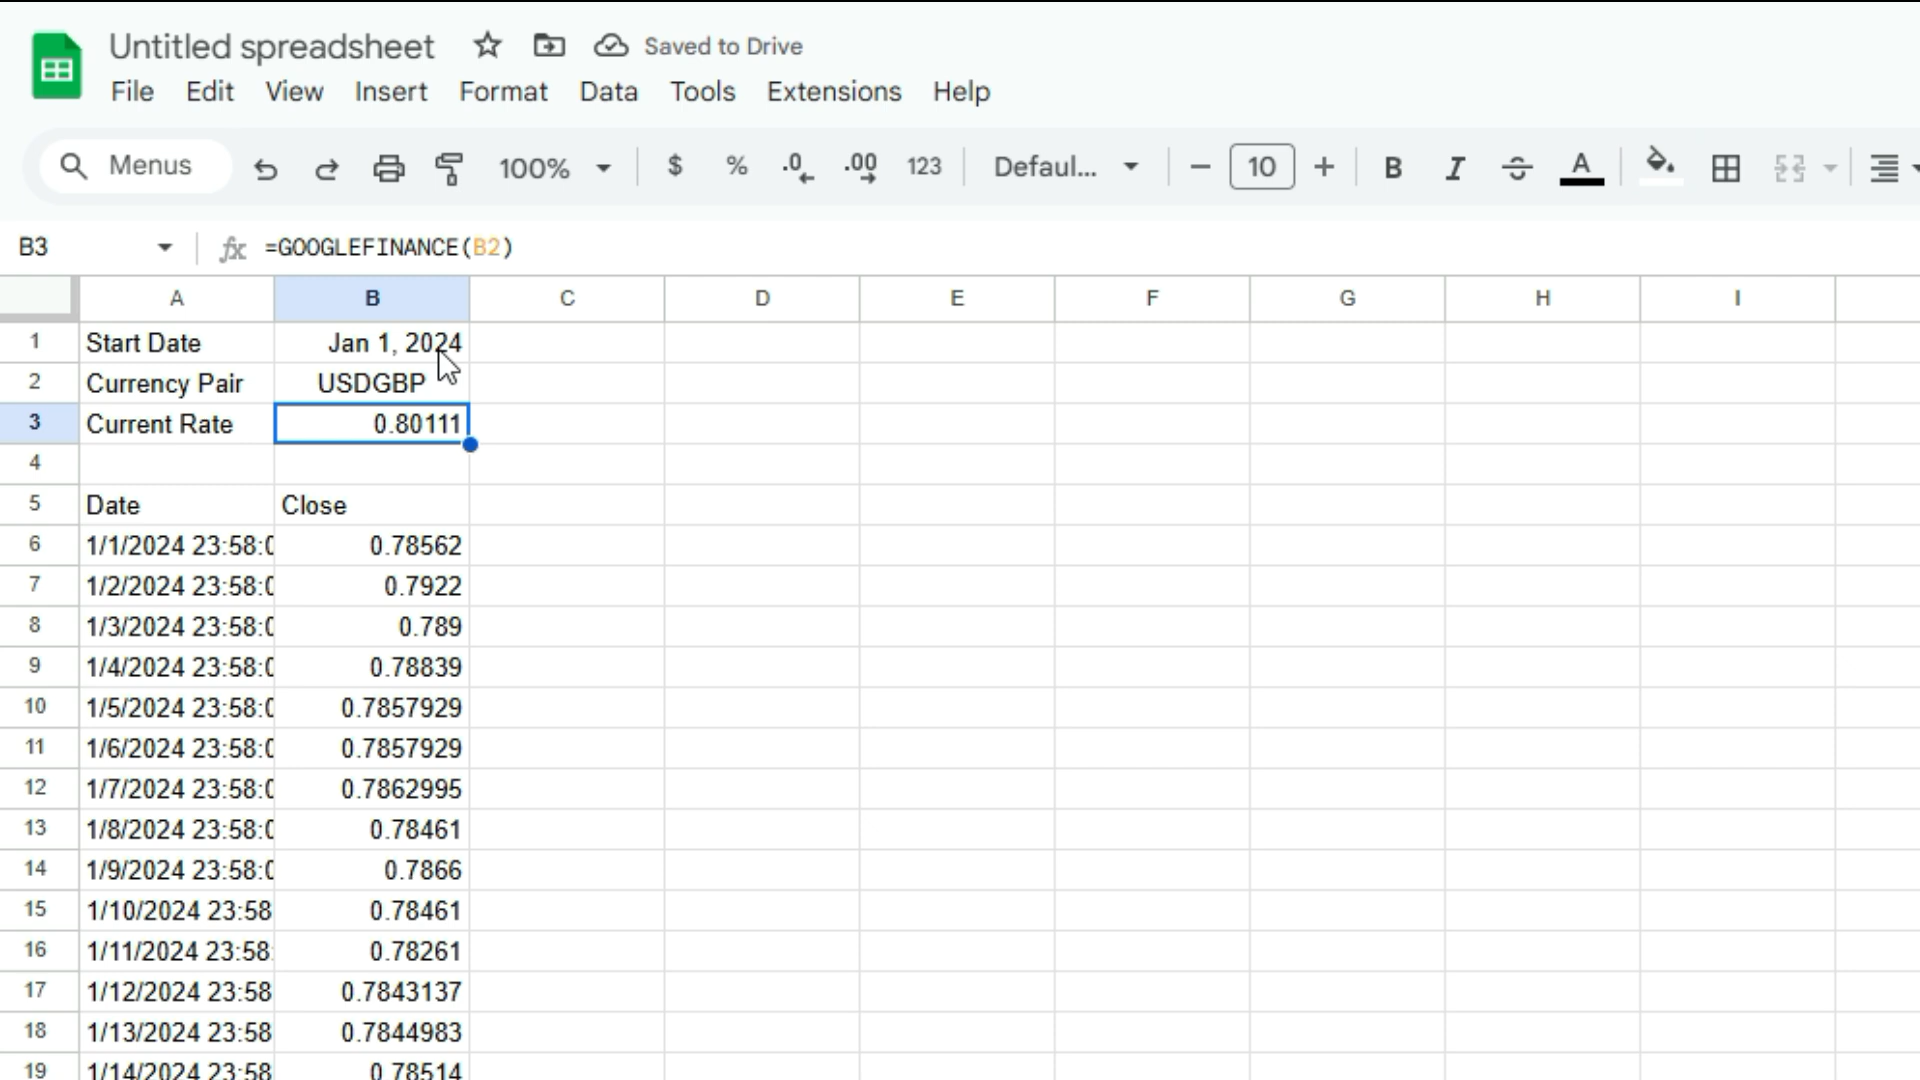 Untitled spreadsheet Saved to Drive
File Edit View Insert Format Data Tools Extensions Help
Menus 100% $ % .0 .00 123 Defaul... − 10 + B I S A
B3 fx =GOOGLEFINANCE(B2)
A B C D E F G H I
1 Start Date Jan 1, 2024
2 Currency Pair USDGBP
3 Current Rate 0.80111
4
5 Date Close
6 1/1/2024 23:58:0 0.78562
7 1/2/2024 23:58:0 0.7922
8 1/3/2024 23:58:0 0.789
9 1/4/2024 23:58:0 0.78839
10 1/5/2024 23:58:0 0.7857929
11 1/6/2024 23:58:0 0.7857929
12 1/7/2024 23:58:0 0.7862995
13 1/8/2024 23:58:0 0.78461
14 1/9/2024 23:58:0 0.7866
15 1/10/2024 23:58 0.78461
16 1/11/2024 23:58: 0.78261
17 1/12/2024 23:58 0.7843137
18 1/13/2024 23:58 0.7844983
19 1/14/2024 23:58 0.78514